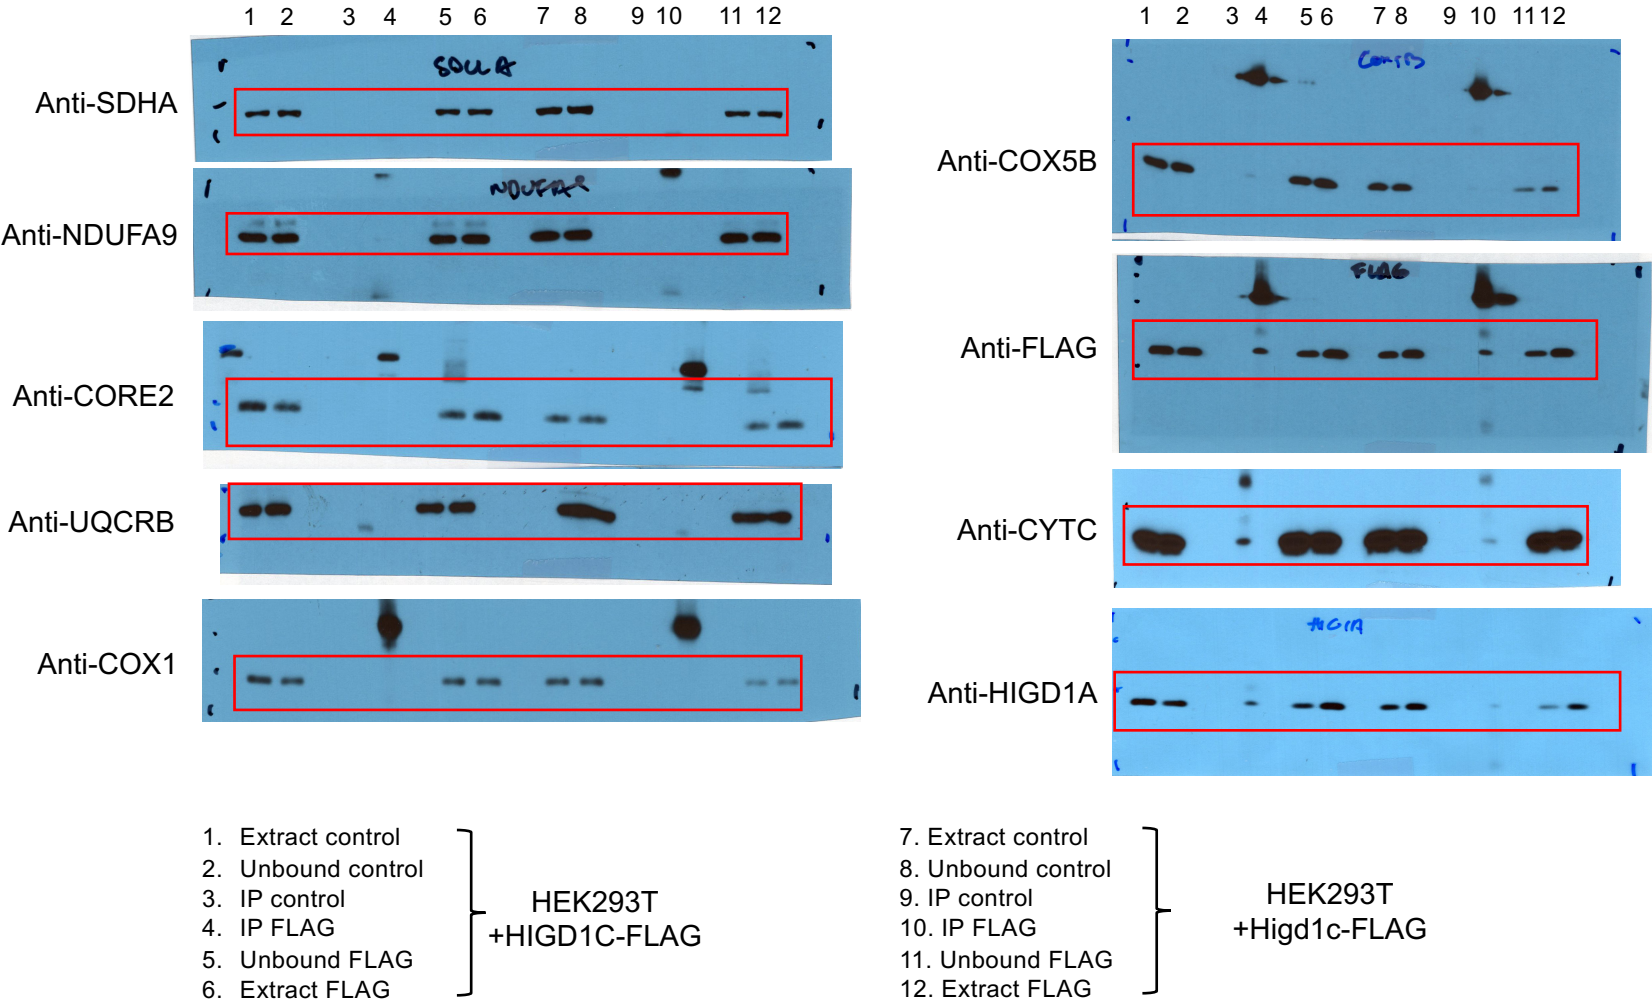 1 2 3 4 5 6 7 8 9 10 11 12
Anti-SDHA
SDHA
Anti-NDUFA9
NDUFA9
Anti-CORE2
Anti-UQCRB
Anti-COX1
1 2 3 4 5 6 7 8 9 10 11 12
Anti-COX5B
Anti-FLAG
FLAG
Anti-CYTC
Anti-HIGD1A
1. Extract control
2. Unbound control
3. IP control
4. IP FLAG
5. Unbound FLAG
6. Extract FLAG
HEK293T
+HIGD1C-FLAG
7. Extract control
8. Unbound control
9. IP control
10. IP FLAG
11. Unbound FLAG
12. Extract FLAG
HEK293T
+Higd1c-FLAG